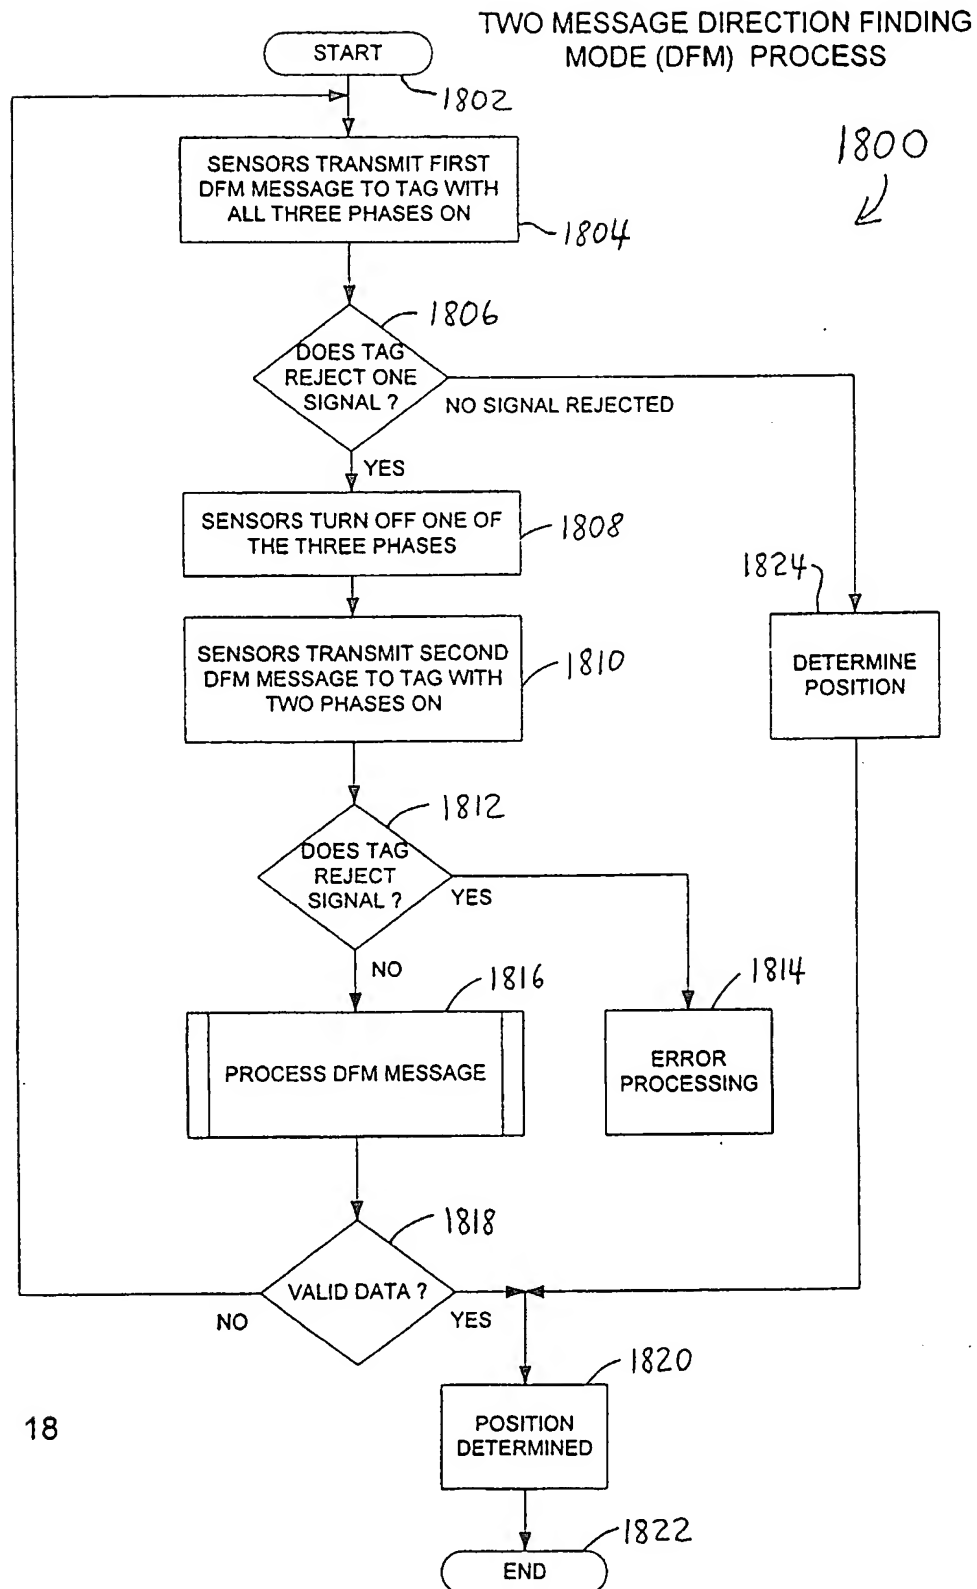 TWO MESSAGE DIRECTION FINDING
MODE (DFM) PROCESS
START
1802
1800
SENSORS TRANSMIT FIRST
DFM MESSAGE TO TAG WITH
ALL THREE PHASES ON
1804
1806
DOES TAG
REJECT ONE
SIGNAL ?
NO SIGNAL REJECTED
YES
SENSORS TURN OFF ONE OF
THE THREE PHASES
1808
1824
SENSORS TRANSMIT SECOND
DFM MESSAGE TO TAG WITH
TWO PHASES ON
1810
DETERMINE
POSITION
1812
DOES TAG
REJECT
SIGNAL ?
YES
NO
1816
1814
PROCESS DFM MESSAGE
ERROR
PROCESSING
1818
VALID DATA ?
NO
YES
1820
POSITION
DETERMINED
18
1822
END